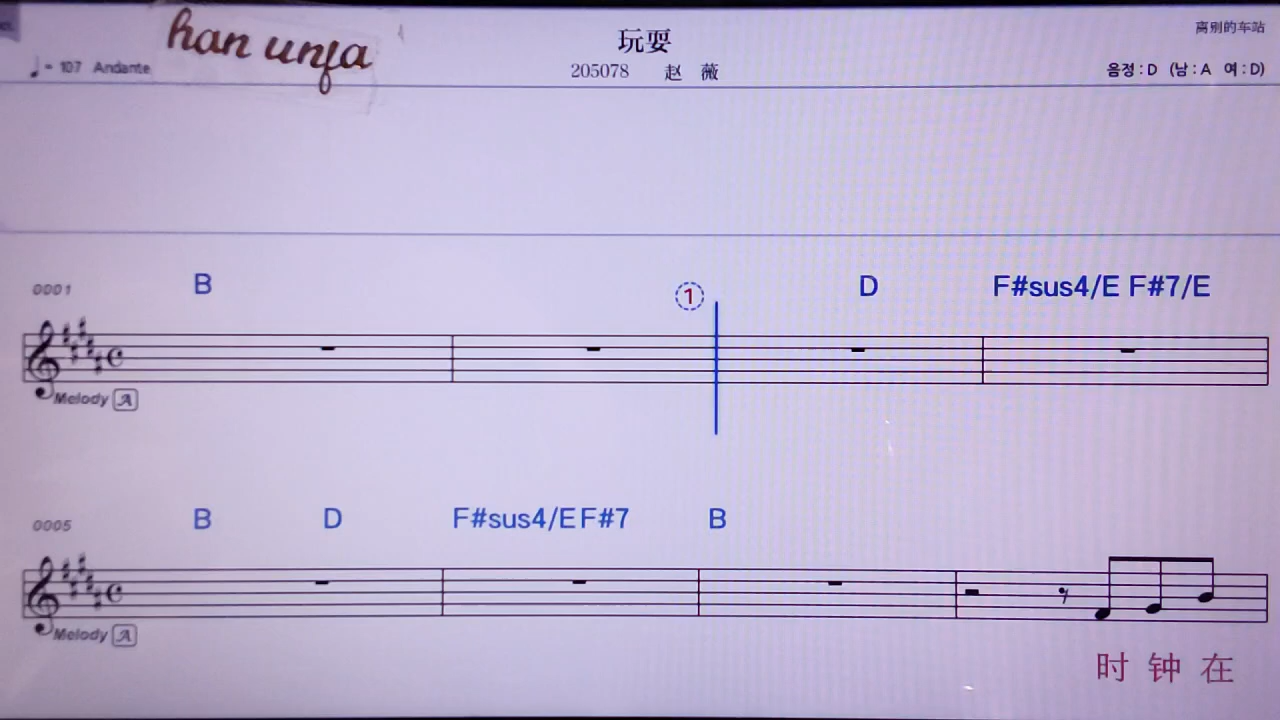 han unfa
玩耍
离别的车站
♩= 107 Andante
205078 赵 薇
음정 : D (남 : A 여 : D)
0001 B ① D F#sus4/E F#7/E
Melody A
0005 B D F#sus4/E F#7 B
Melody A
时 钟 在